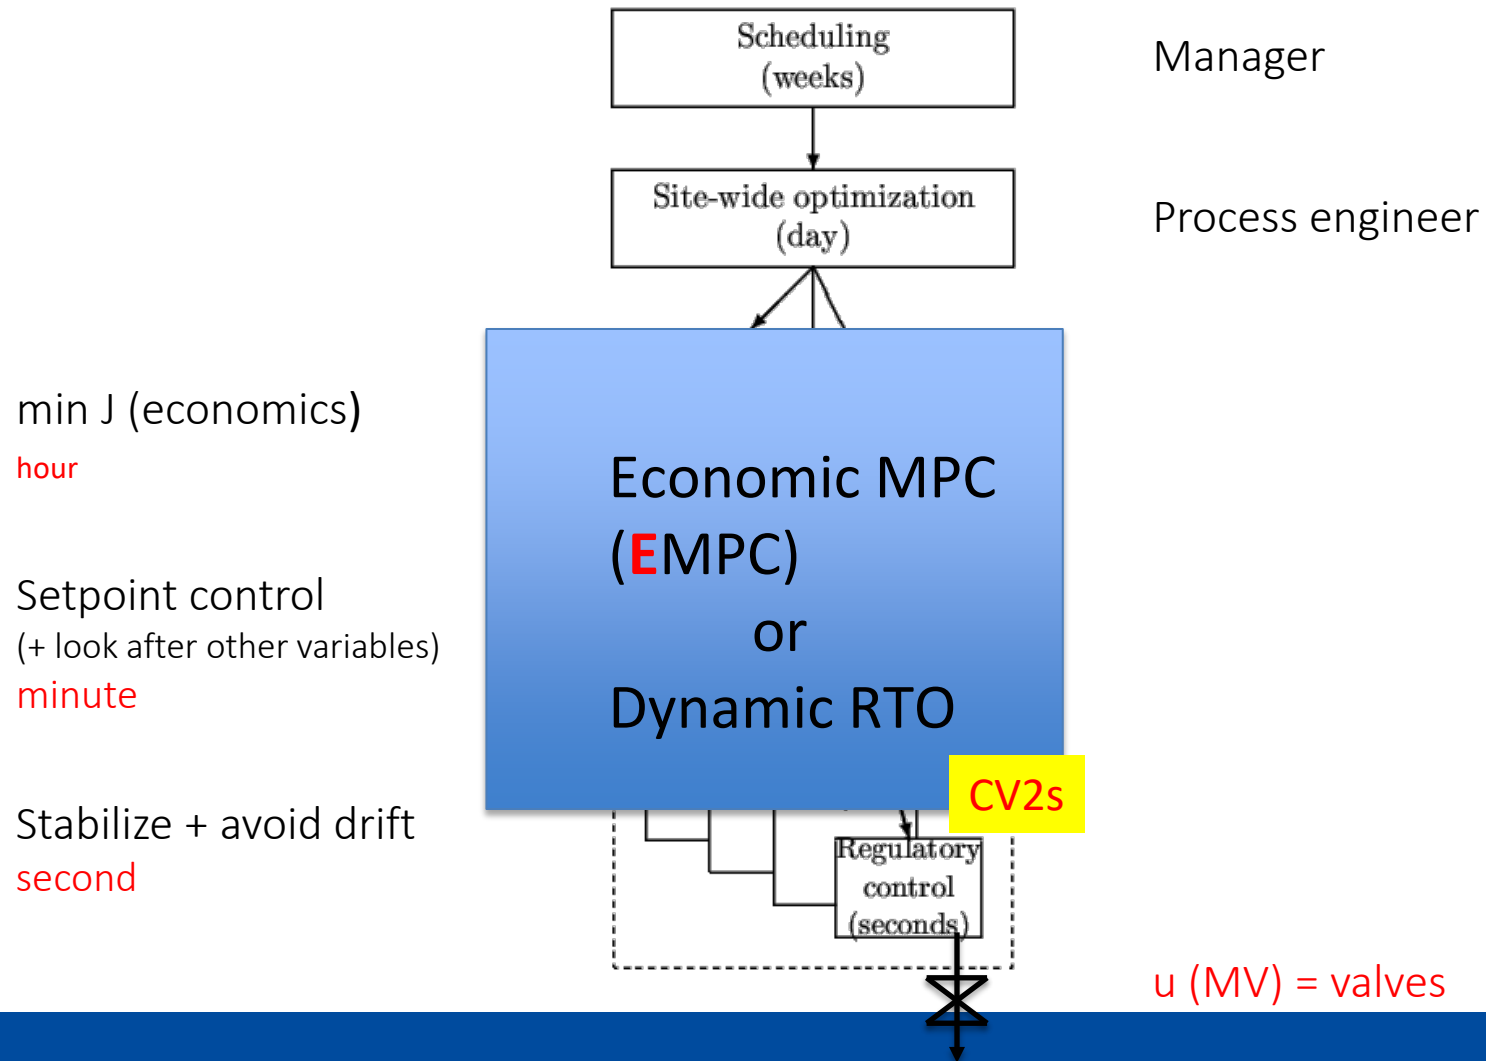 Scheduling
(weeks)
Manager
Site-wide optimization
(day)
Process engineer
min J (economics)
hour
Economic MPC
(EMPC)
or
Dynamic RTO
Setpoint control
(+ look after other variables)
minute
CV2s
Stabilize + avoid drift
second
Regulatory
control
(seconds)
u (MV) = valves